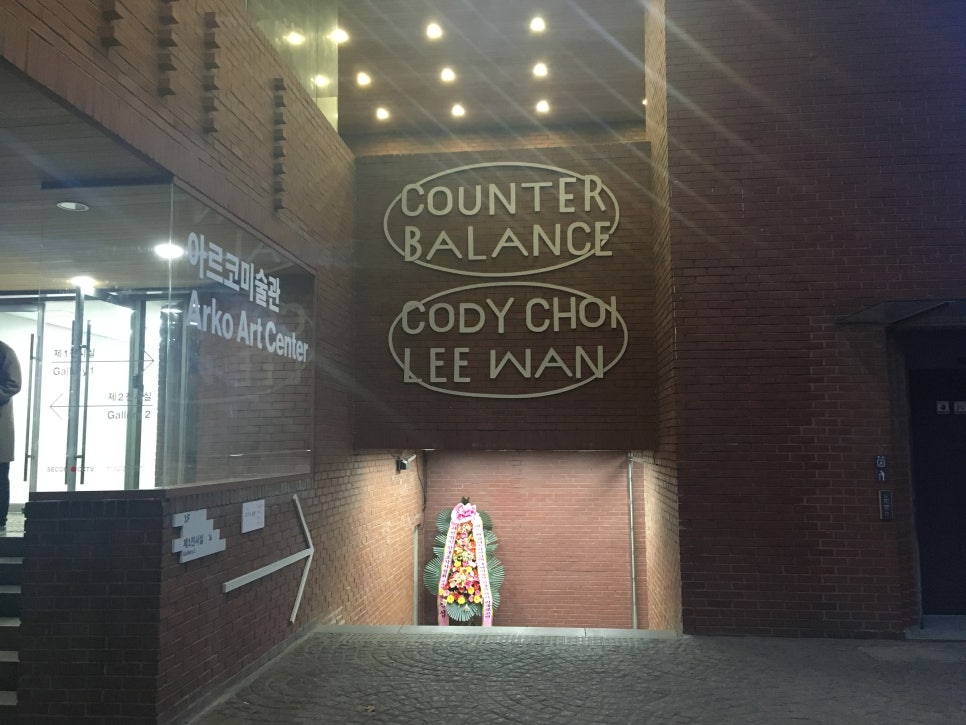 COUNTER
BALANCE
CODY CHOI
LEE WAN
아르코미술관
Arko Art Center
제1전시실
Gallery 1
제2전시실
Gallery 2